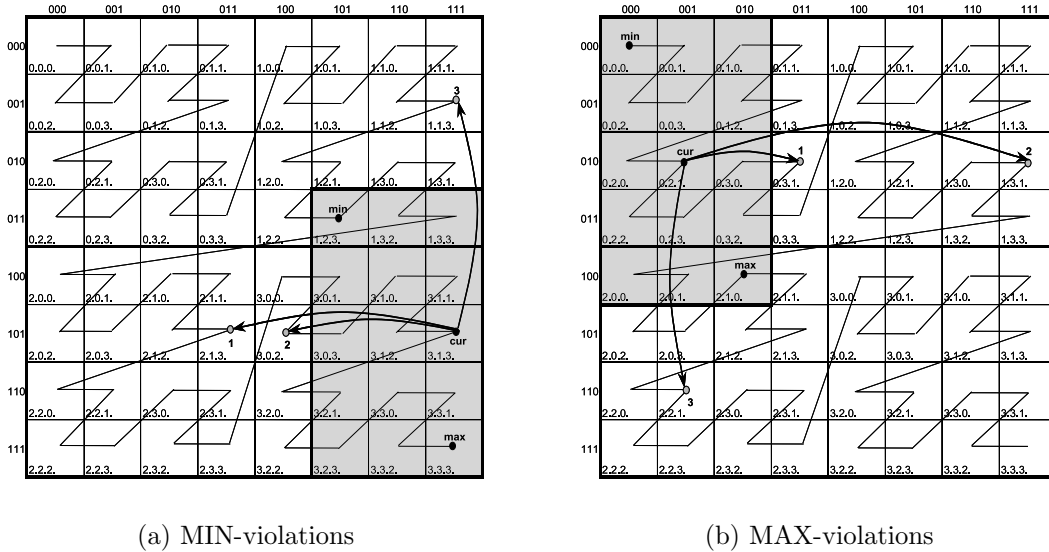 000 001 010 011 100 101 110 111
000
0.0.0. 0.0.1. 0.1.0. 0.1.1. 1.0.0. 1.0.1. 1.1.0. 1.1.1.
3
001
0.0.2. 0.0.3. 0.1.2. 0.1.3. 1.0.2. 1.0.3. 1.1.2. 1.1.3.
010
0.2.0. 0.2.1. 0.3.0. 0.3.1. 1.2.0. 1.2.1. 1.3.0. 1.3.1.
min
011
0.2.2. 0.2.3. 0.3.2. 0.3.3. 1.2.2. 1.2.3. 1.3.2. 1.3.3.
100
2.0.0. 2.0.1. 2.1.0. 2.1.1. 3.0.0. 3.0.1. 3.1.0. 3.1.1.
101
1 2 cur
2.0.2. 2.0.3. 2.1.2. 2.1.3. 3.0.2. 3.0.3. 3.1.2. 3.1.3.
110
2.2.0. 2.2.1. 2.3.0. 2.3.1. 3.2.0. 3.2.1. 3.3.0. 3.3.1.
max
111
2.2.2. 2.2.3. 2.3.2. 2.3.3. 3.2.2. 3.2.3. 3.3.2. 3.3.3.
(a) MIN-violations
000 001 010 011 100 101 110 111
min
000
0.0.0. 0.0.1. 0.1.0. 0.1.1. 1.0.0. 1.0.1. 1.1.0. 1.1.1.
001
0.0.2. 0.0.3. 0.1.2. 0.1.3. 1.0.2. 1.0.3. 1.1.2. 1.1.3.
cur 1 2
010
0.2.0. 0.2.1. 0.3.0. 0.3.1. 1.2.0. 1.2.1. 1.3.0. 1.3.1.
011
0.2.2. 0.2.3. 0.3.2. 0.3.3. 1.2.2. 1.2.3. 1.3.2. 1.3.3.
max
100
2.0.0. 2.0.1. 2.1.0. 2.1.1. 3.0.0. 3.0.1. 3.1.0. 3.1.1.
101
2.0.2. 2.0.3. 2.1.2. 2.1.3. 3.0.2. 3.0.3. 3.1.2. 3.1.3.
110
3
2.2.0. 2.2.1. 2.3.0. 2.3.1. 3.2.0. 3.2.1. 3.3.0. 3.3.1.
111
2.2.2. 2.2.3. 2.3.2. 2.3.3. 3.2.2. 3.2.3. 3.3.2. 3.3.3.
(b) MAX-violations